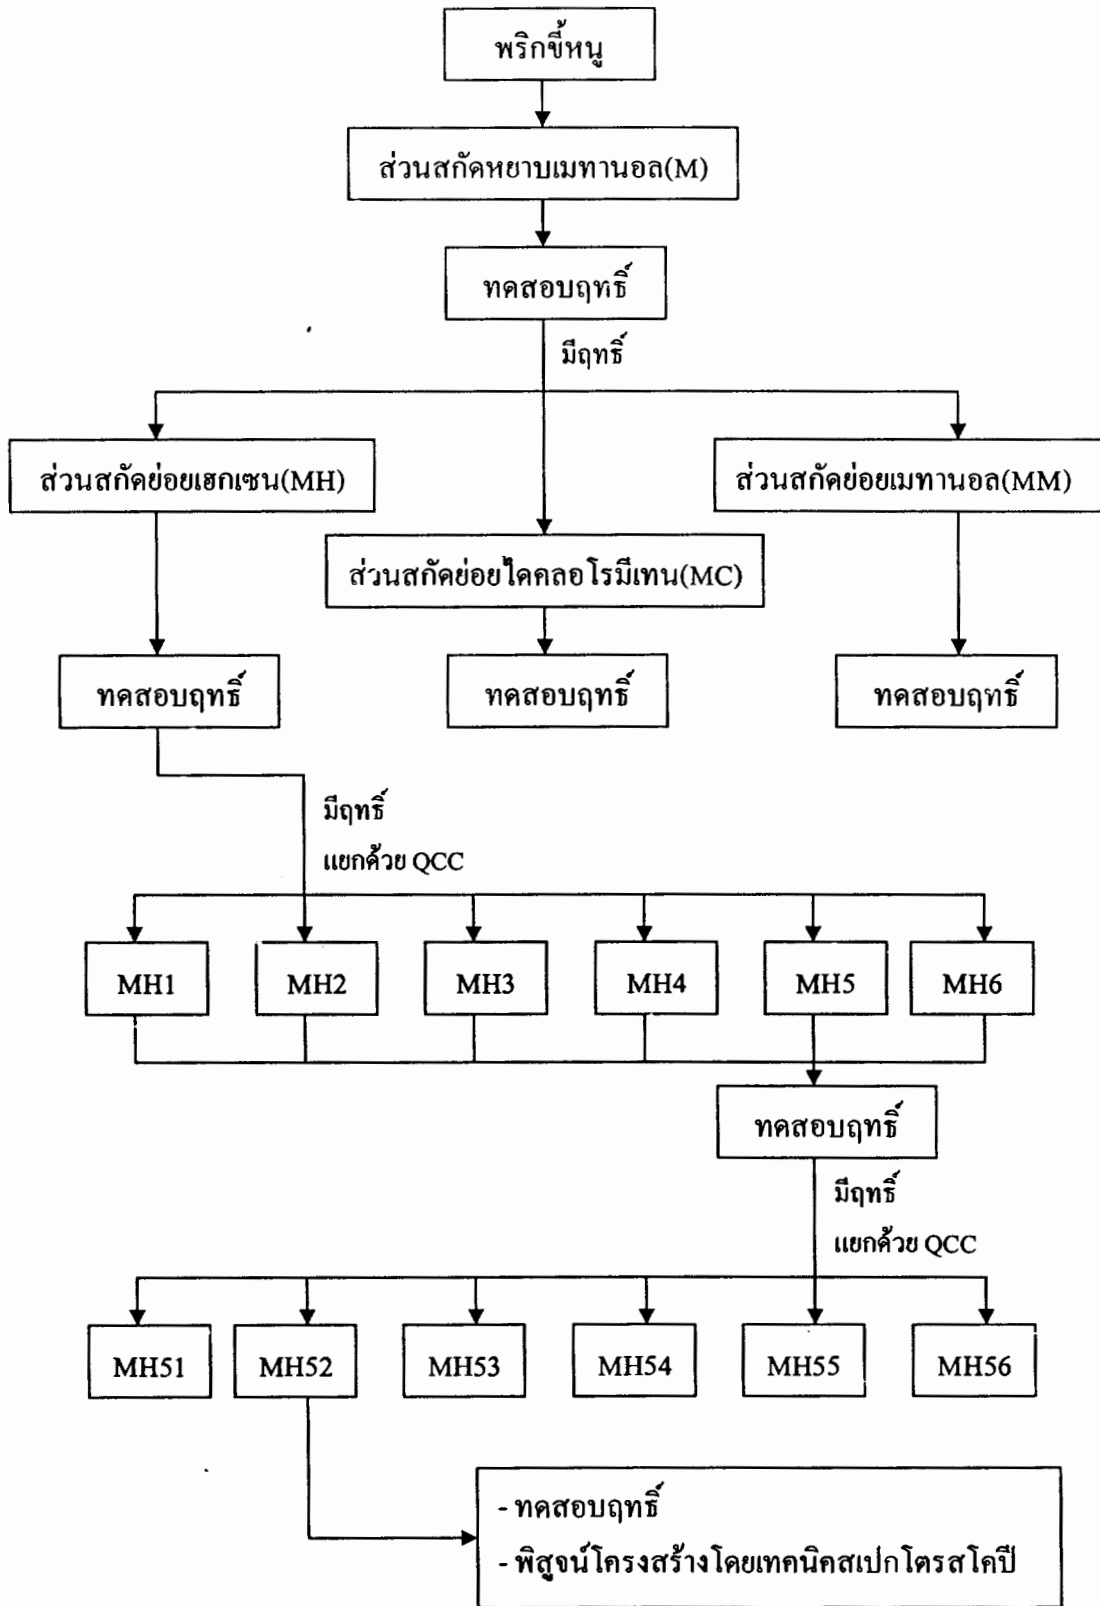 พริกขี้หนู
ส่วนสกัดหยาบเมทานอล(M)
ทดสอบฤทธิ์
มีฤทธิ์
ส่วนสกัดย่อยเฮกเซน(MH)
ส่วนสกัดย่อยเมทานอล(MM)
ส่วนสกัดย่อยไดคลอโรมีเทน(MC)
ทดสอบฤทธิ์
ทดสอบฤทธิ์
ทดสอบฤทธิ์
มีฤทธิ์
แยกด้วย QCC
MH1
MH2
MH3
MH4
MH5
MH6
ทดสอบฤทธิ์
มีฤทธิ์
แยกด้วย QCC
MH51
MH52
MH53
MH54
MH55
MH56
- ทดสอบฤทธิ์
- พิสูจน์โครงสร้างโดยเทคนิคสเปกโตรสโคปี